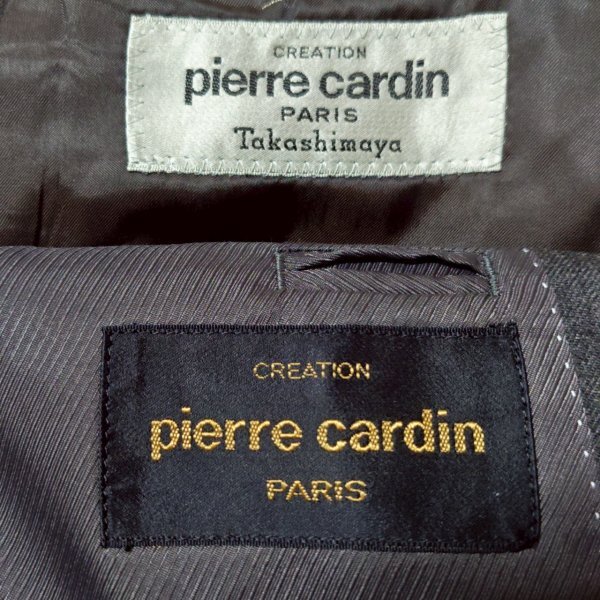 CREATION
pierre cardin
PARIS
Takashimaya
CREATION
pierre cardin
PARIS